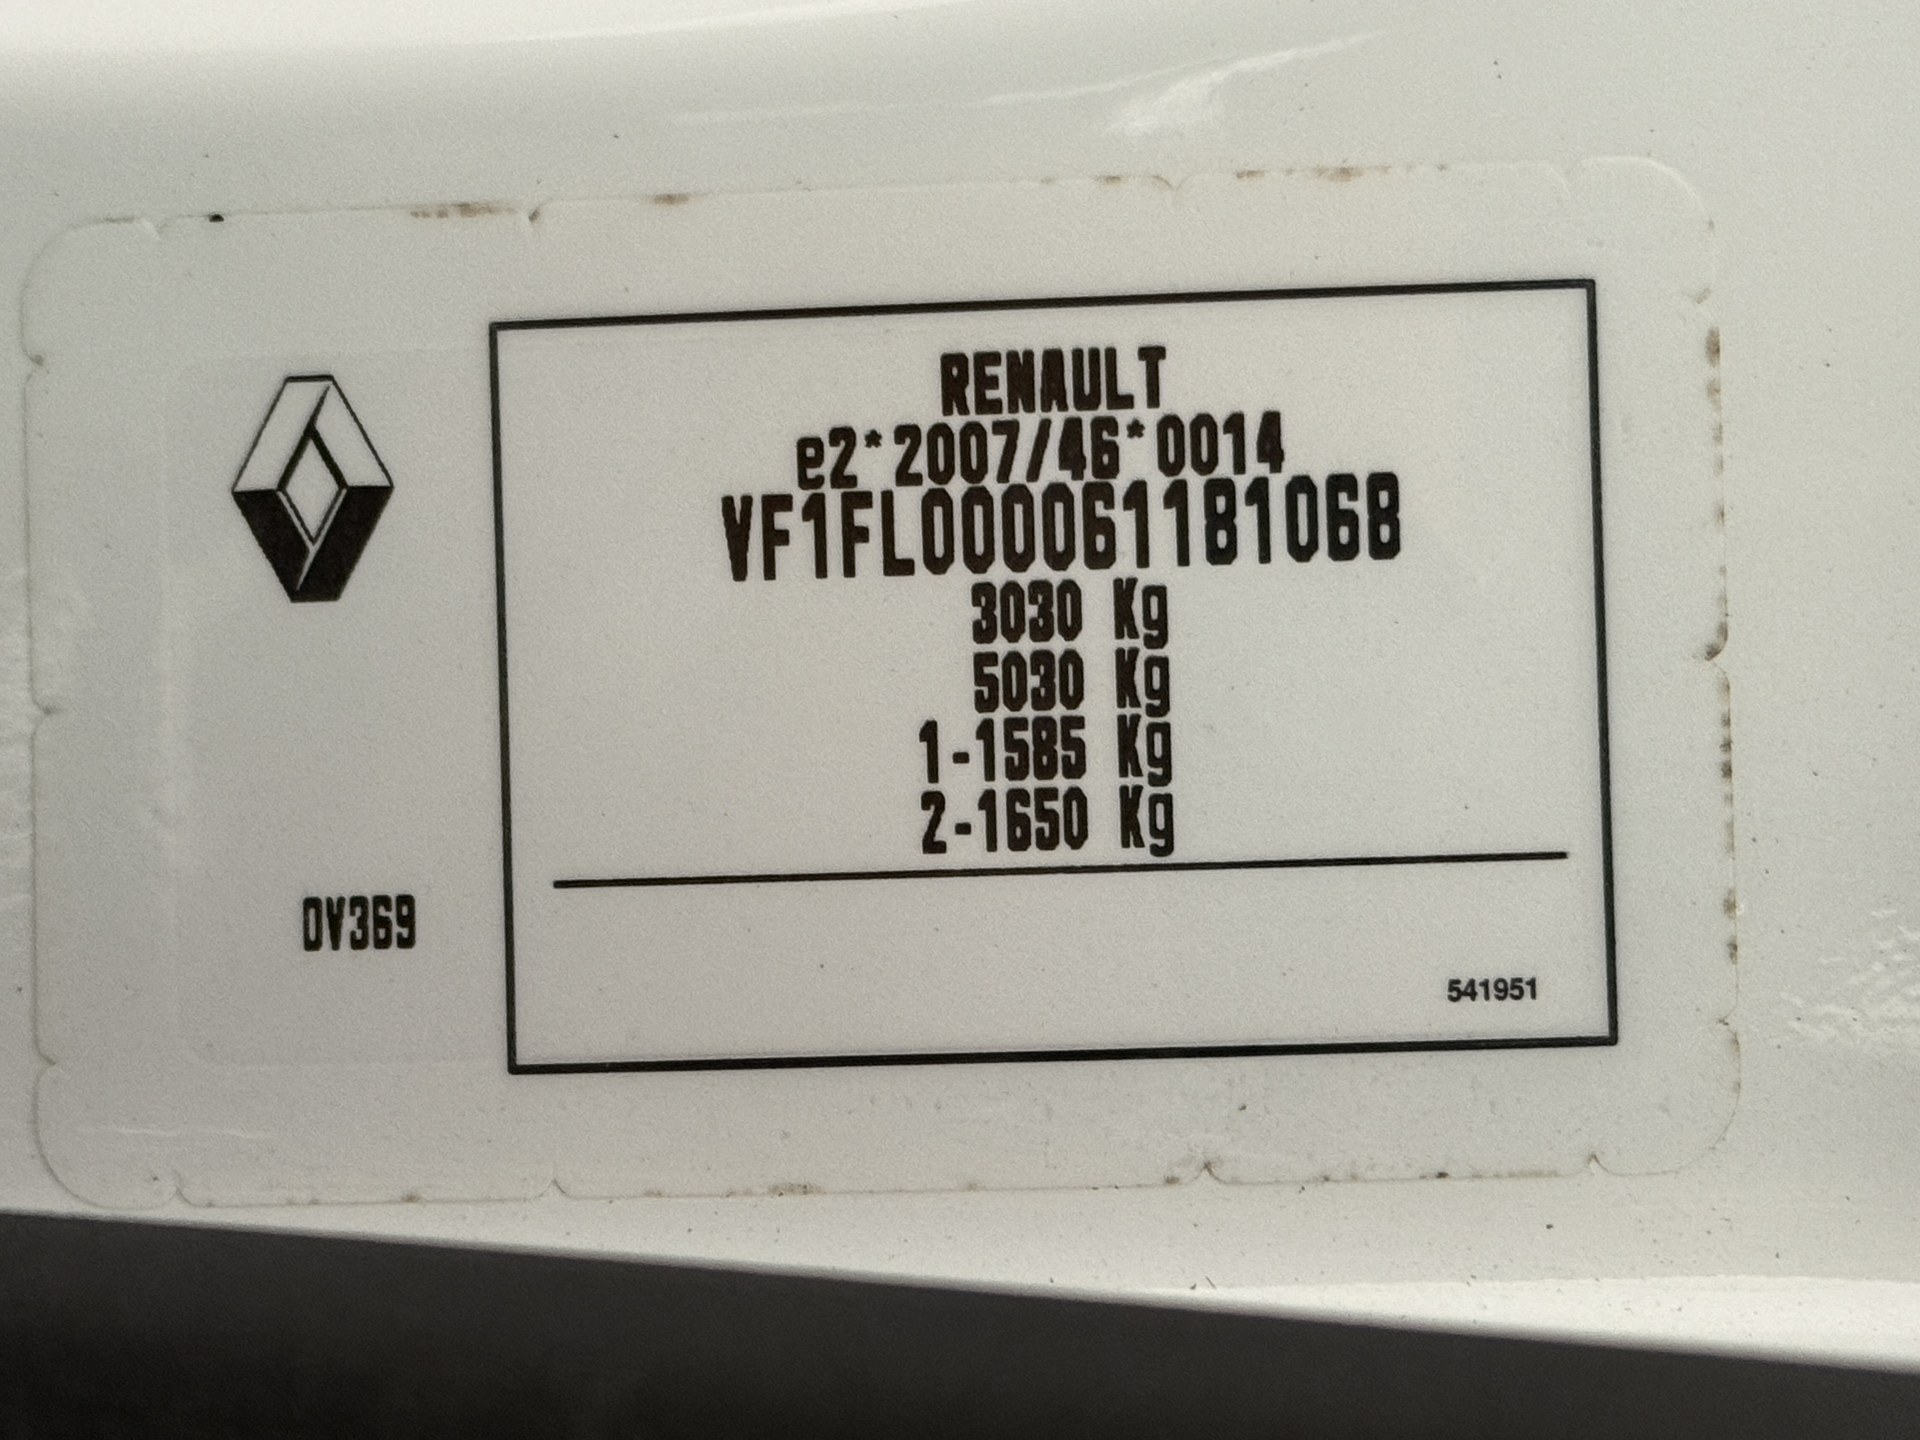 RENAULT
e2*2007/46*0014
VF1FL000061181068
3030 Kg
5030 Kg
1-1585 Kg
2-1650 Kg
DV369
541951